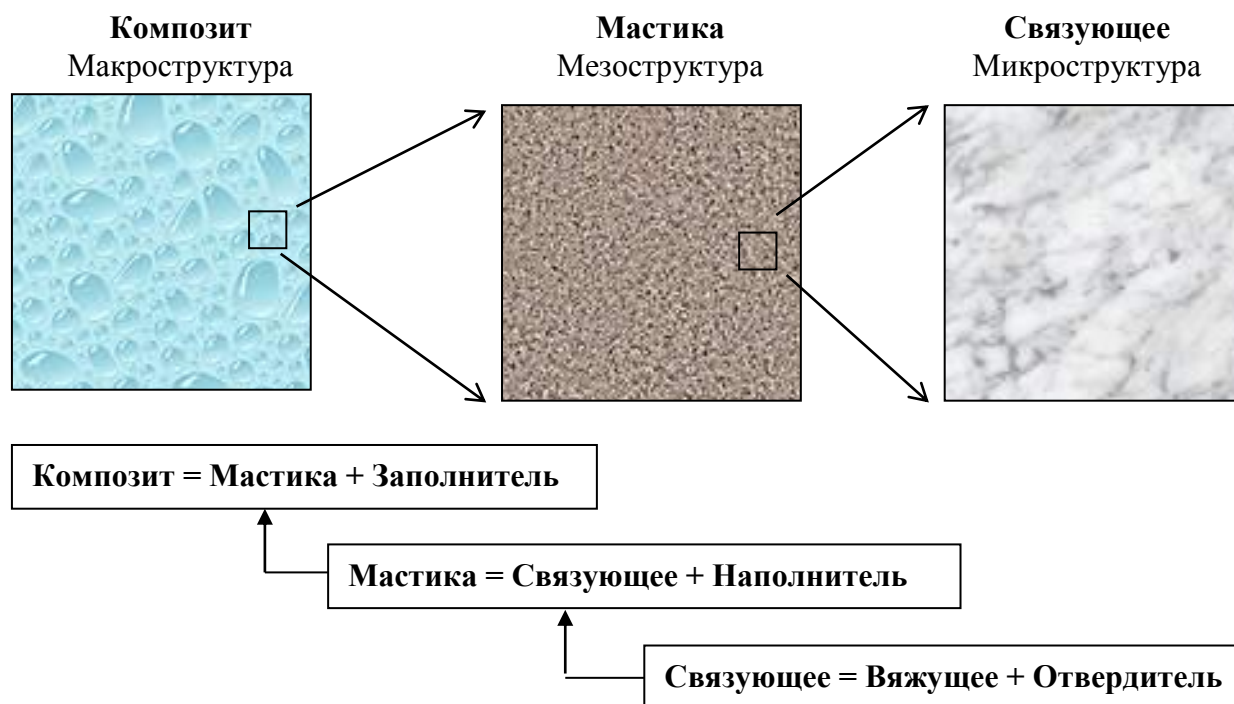 Композит
Макроструктура
Мастика
Мезоструктура
Связующее
Микроструктура
Композит = Мастика + Заполнитель
Мастика = Связующее + Наполнитель
Связующее = Вяжущее + Отвердитель